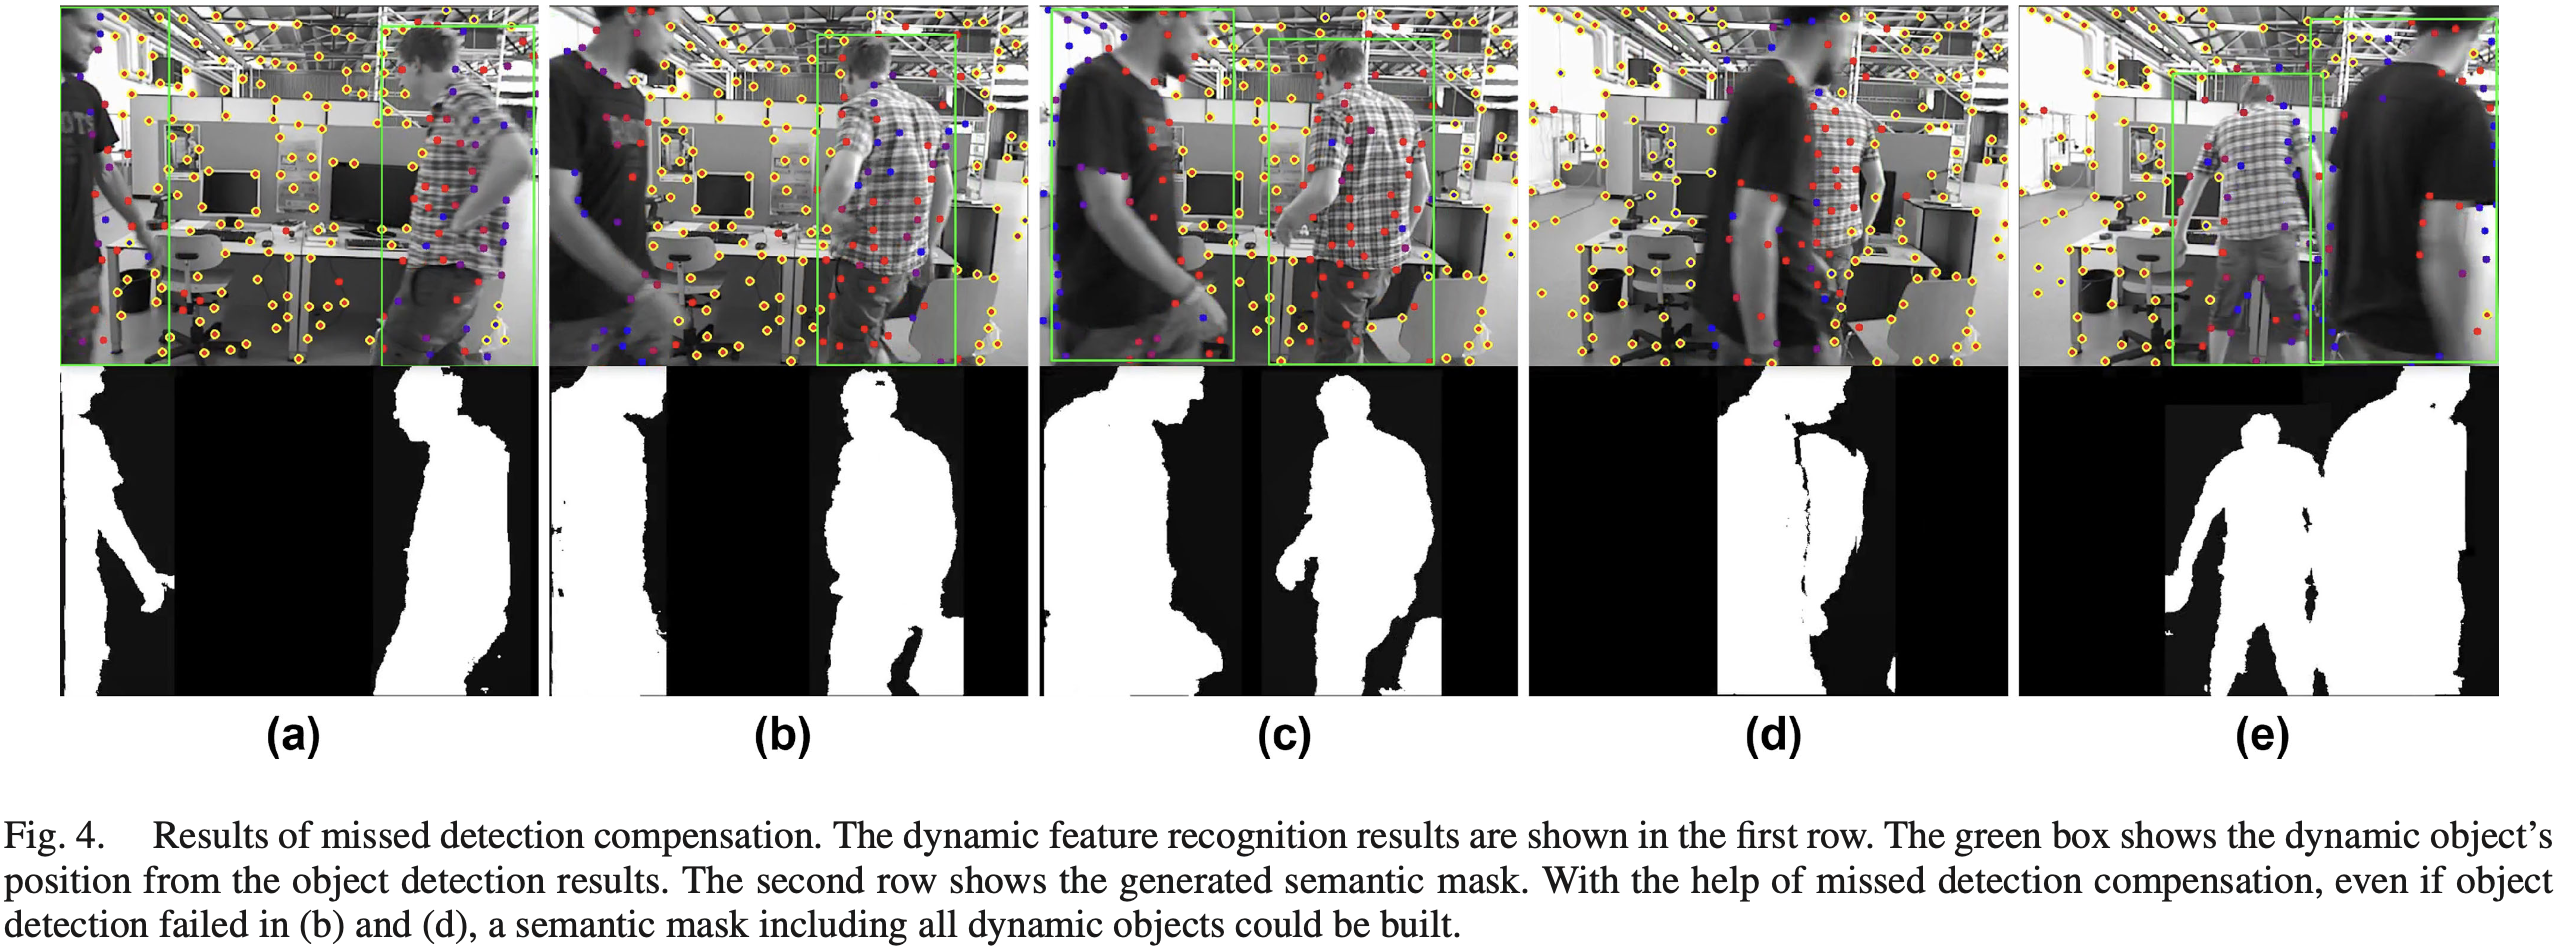 (a) (b) (c) (d) (e)
Fig. 4. Results of missed detection compensation. The dynamic feature recognition results are shown in the first row. The green box shows the dynamic object’s
position from the object detection results. The second row shows the generated semantic mask. With the help of missed detection compensation, even if object
detection failed in (b) and (d), a semantic mask including all dynamic objects could be built.